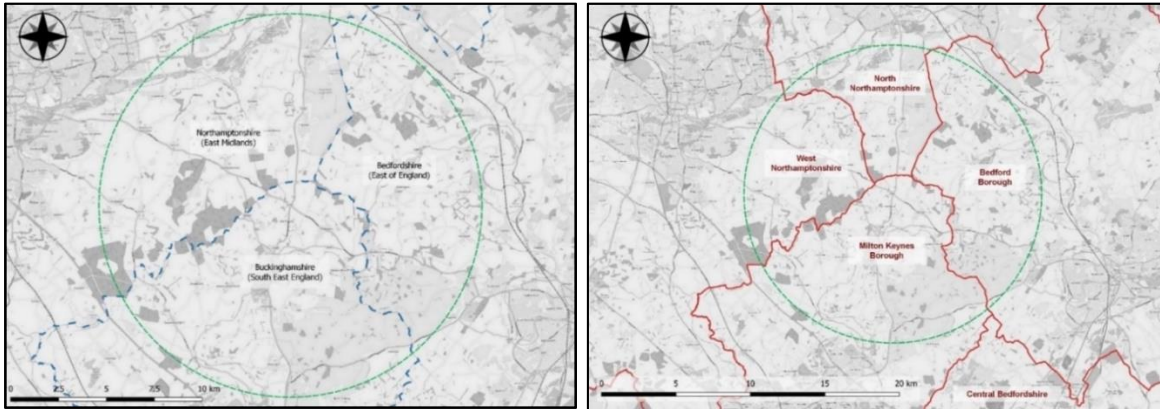 Northamptonshire
(East Midlands)
Bedfordshire
(East of England)
Buckinghamshire
(South East England)
0 2.5 5 7.5 10 km
North
Northamptonshire
West
Northamptonshire
Bedford
Borough
Milton Keynes
Borough
Central Bedfordshire
0 5 10 15 20 km